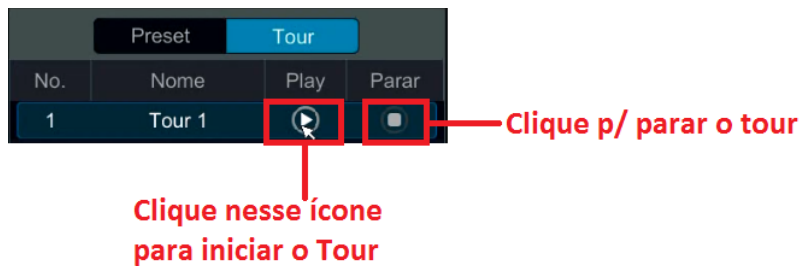 Preset Tour
No. Nome Play Parar
1 Tour 1
Clique p/ parar o tour
Clique nesse ícone
para iniciar o Tour